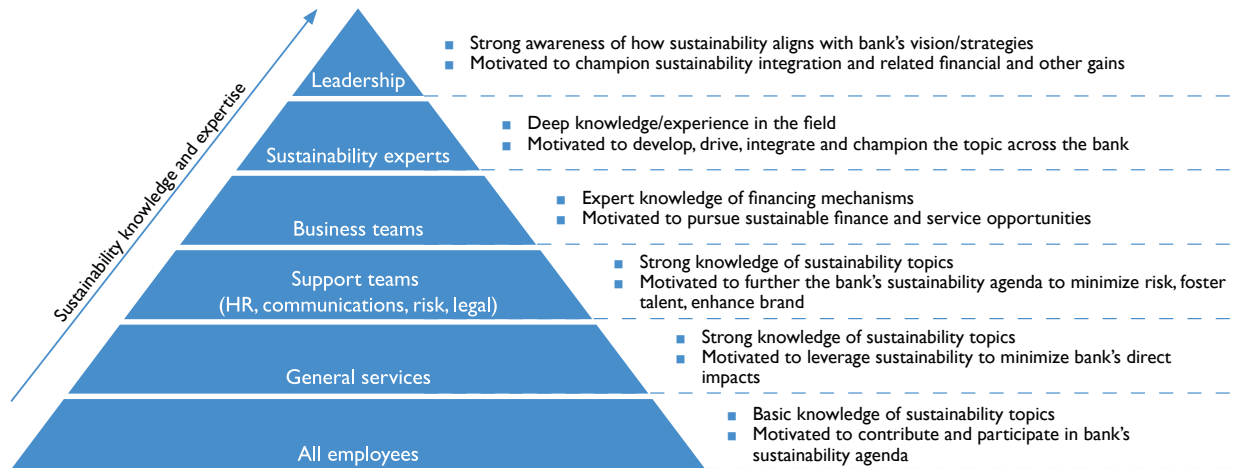 Sustainability knowledge and expertise
Leadership
■ Strong awareness of how sustainability aligns with bank’s vision/strategies
■ Motivated to champion sustainability integration and related financial and other gains
Sustainability experts
■ Deep knowledge/experience in the field
■ Motivated to develop, drive, integrate and champion the topic across the bank
Business teams
■ Expert knowledge of financing mechanisms
■ Motivated to pursue sustainable finance and service opportunities
Support teams
(HR, communications, risk, legal)
■ Strong knowledge of sustainability topics
■ Motivated to further the bank’s sustainability agenda to minimize risk, foster
talent, enhance brand
General services
■ Strong knowledge of sustainability topics
■ Motivated to leverage sustainability to minimize bank’s direct
impacts
All employees
■ Basic knowledge of sustainability topics
■ Motivated to contribute and participate in bank’s
sustainability agenda